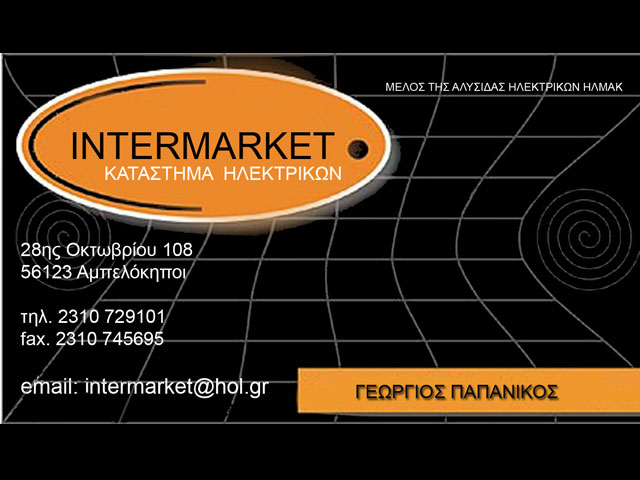 ΜΕΛΟΣ ΤΗΣ ΑΛΥΣΙΔΑΣ ΗΛΕΚΤΡΙΚΩΝ ΗΛΜΑΚ
INTERMARKET
ΚΑΤΑΣΤΗΜΑ ΗΛΕΚΤΡΙΚΩΝ
28ης Οκτωβρίου 108
56123 Αμπελόκηποι
τηλ. 2310 729101
fax. 2310 745695
email: intermarket@hol.gr
ΓΕΩΡΓΙΟΣ ΠΑΠΑΝΙΚΟΣ